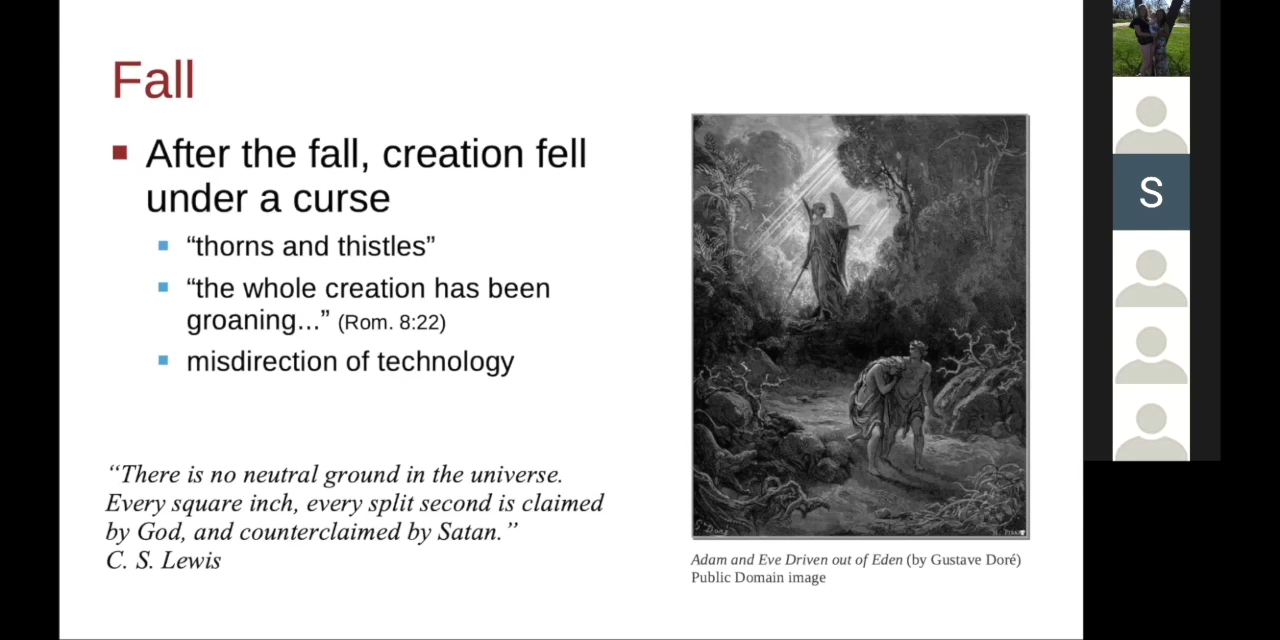 Fall
After the fall, creation fell
under a curse
“thorns and thistles”
“the whole creation has been
groaning...” (Rom. 8:22)
misdirection of technology
“There is no neutral ground in the universe.
Every square inch, every split second is claimed
by God, and counterclaimed by Satan.”
C. S. Lewis
Adam and Eve Driven out of Eden (by Gustave Doré)
Public Domain image
S